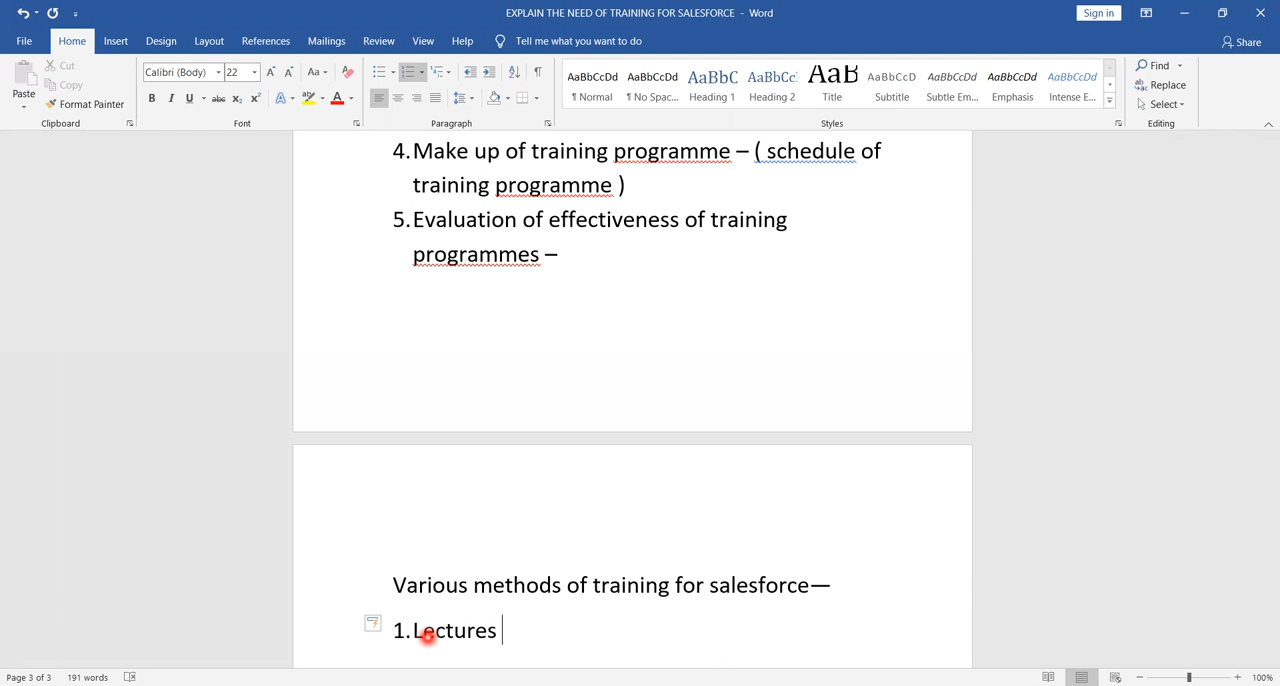 EXPLAIN THE NEED OF TRAINING FOR SALESFORCE - Word
Sign in
File Home Insert Design Layout References Mailings Review View Help Tell me what you want to do
Share
Paste
Cut
Copy
Format Painter
Clipboard
Calibri (Body) 22
Aa
B I U abc X₂ X² A A
Font
Paragraph
AaBbCcDd AaBbCcDd AaBbC AaBbCc AaB AaBbCcD AaBbCcDd AaBbCcDd AaBbCcDd
¶ Normal ¶ No Spac... Heading 1 Heading 2 Title Subtitle Subtle Em... Emphasis Intense E...
Styles
Find
Replace
Select
Editing
4. Make up of training programme – ( schedule of
training programme )
5. Evaluation of effectiveness of training
programmes –
Various methods of training for salesforce—
1. Lectures
Page 3 of 3 191 words
100%